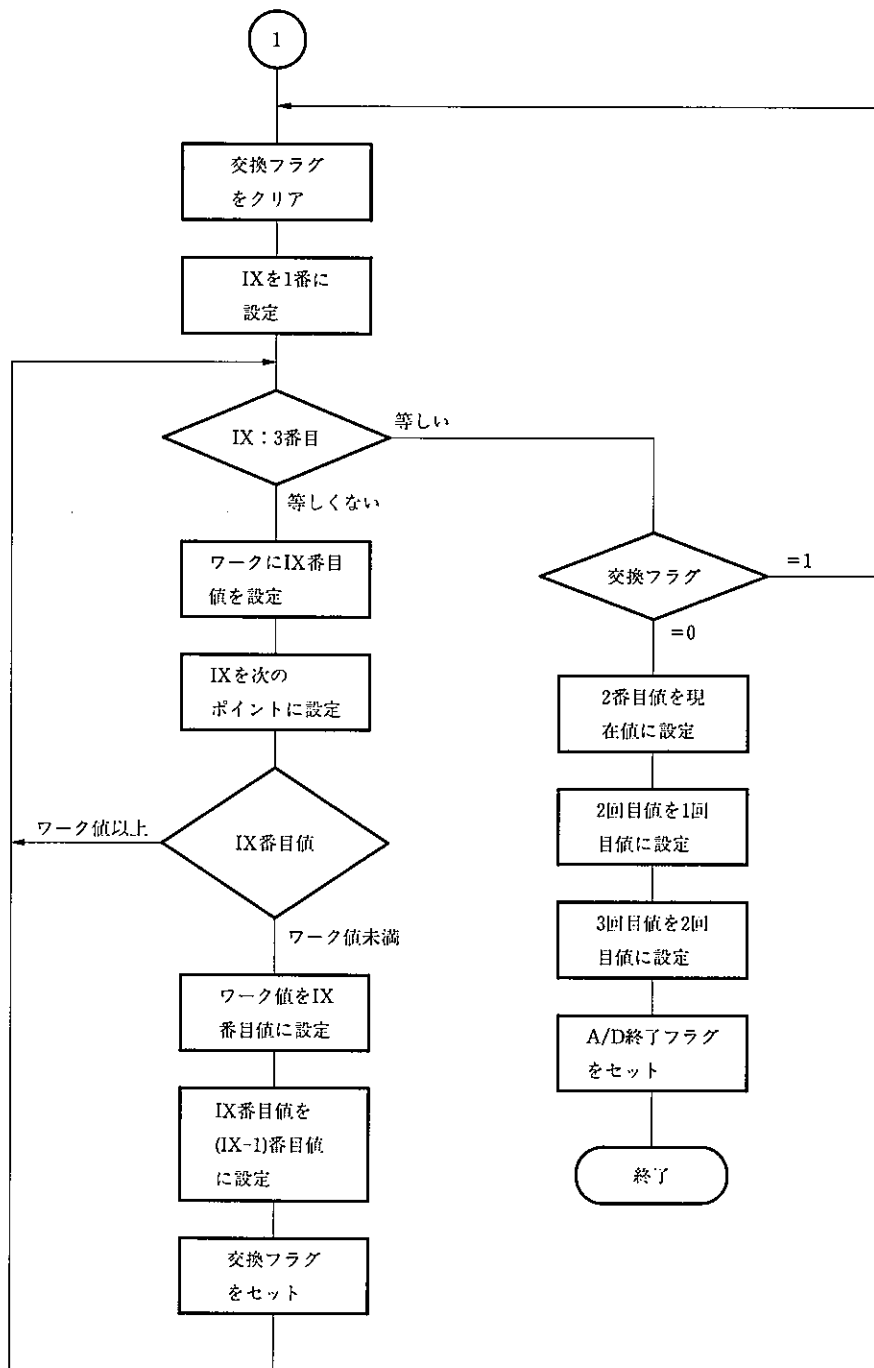 1
交換フラグ
をクリア
IXを1番に
設定
IX:3番目
等しい
等しくない
ワークにIX番目
値を設定
IXを次の
ポイントに設定
IX番目値
ワーク値以上
ワーク値未満
ワーク値をIX
番目値に設定
IX番目値を
(IX-1)番目値
に設定
交換フラグ
をセット
交換フラグ
=1
=0
2番目値を現
在値に設定
2回目値を1回
目値に設定
3回目値を2回
目値に設定
A/D終了フラグ
をセット
終了